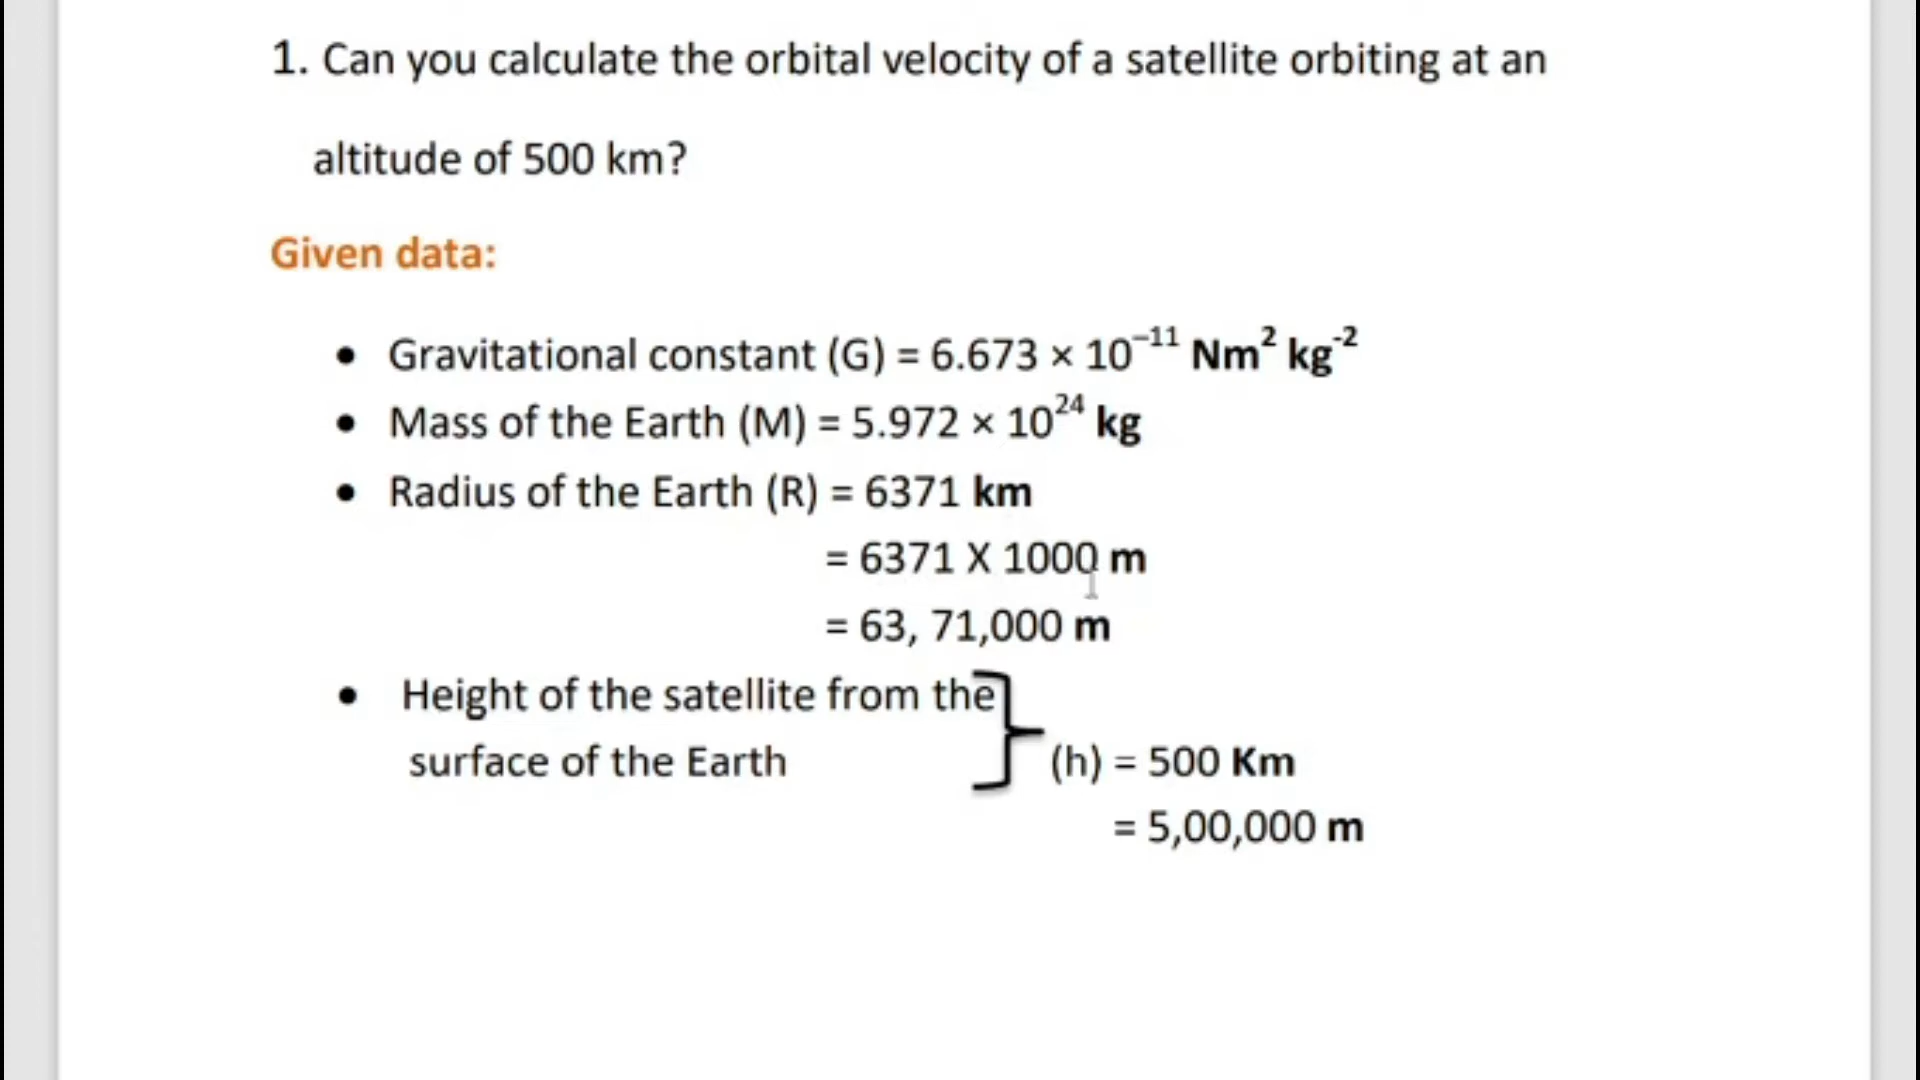 1. Can you calculate the orbital velocity of a satellite orbiting at an
altitude of 500 km?
Given data:
• Gravitational constant (G) = 6.673 × 10⁻¹¹ Nm² kg⁻²
• Mass of the Earth (M) = 5.972 × 10²⁴ kg
• Radius of the Earth (R) = 6371 km
= 6371 X 1000 m
= 63, 71,000 m
• Height of the satellite from the
surface of the Earth (h) = 500 Km
= 5,00,000 m